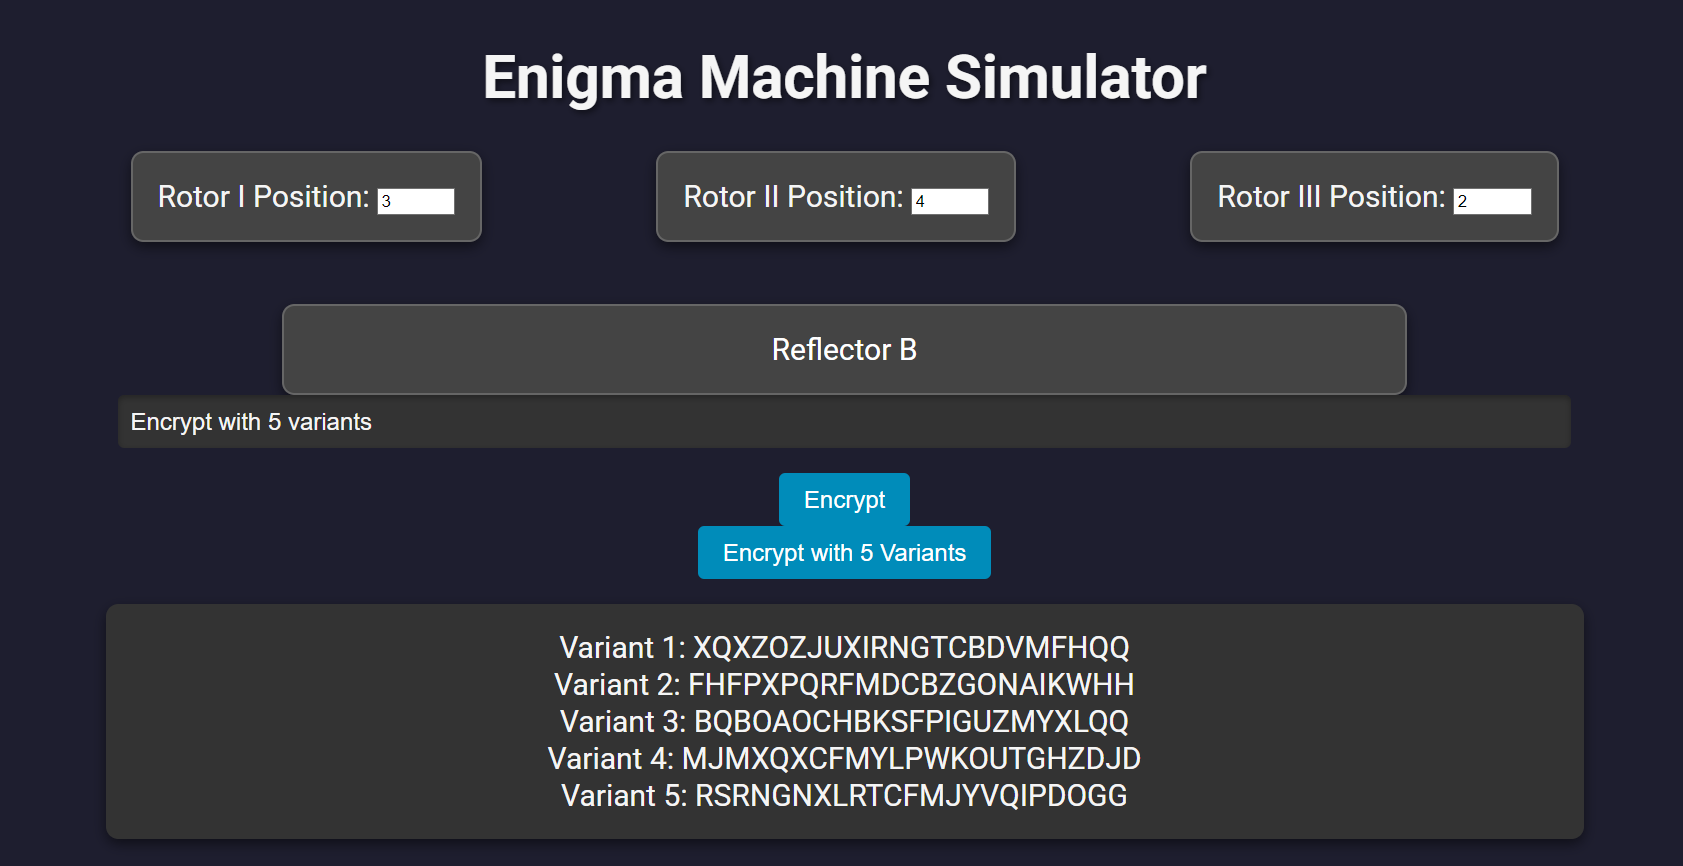 Enigma Machine Simulator
Rotor I Position: 3
Rotor II Position: 4
Rotor III Position: 2
Reflector B
Encrypt with 5 variants
Encrypt
Encrypt with 5 Variants
Variant 1: XQXZOZJUXIRNGTCBDVMFHQQ
Variant 2: FHFPXPQRFMDCBZGONAIKWHH
Variant 3: BQBOAOCHBKSFPIGUZMYXLQQ
Variant 4: MJMXQXCFMYLPWKOUTGHZDJD
Variant 5: RSRNGNXLRTCFMJYVQIPDOGG